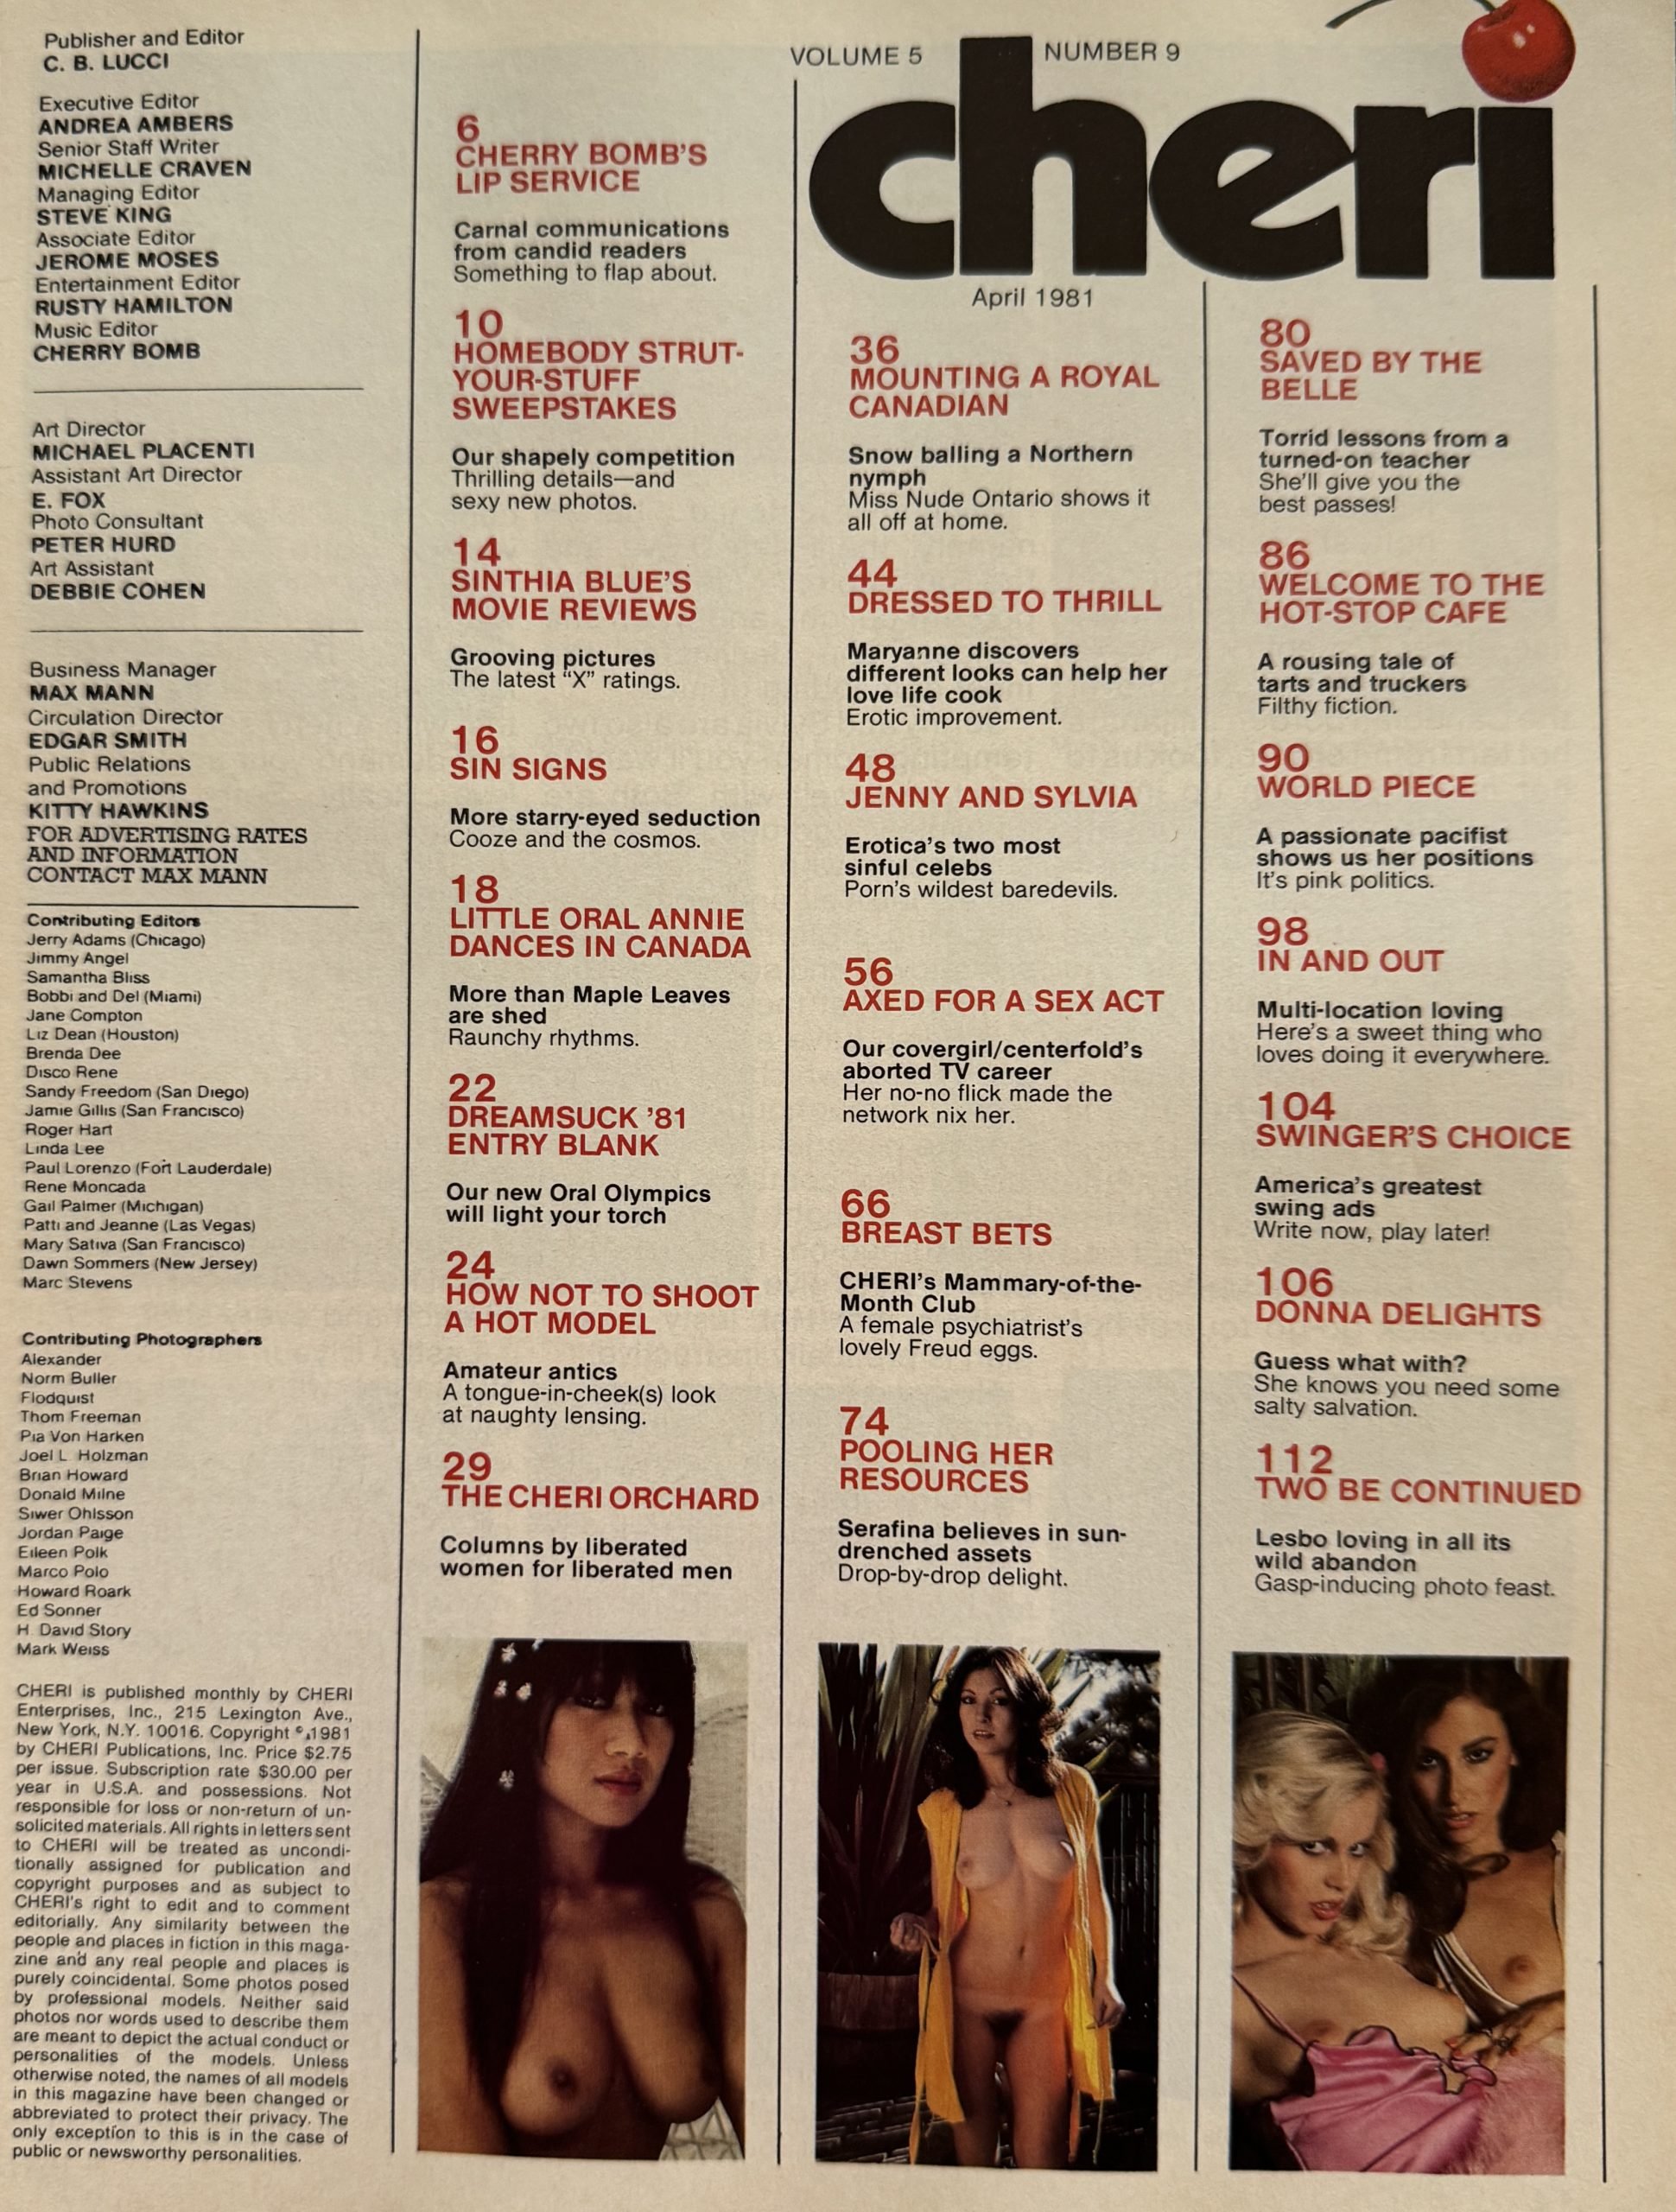 Publisher and Editor
C. B. LUCCI
Executive Editor
ANDREA AMBERS
Senior Staff Writer
MICHELLE CRAVEN
Managing Editor
STEVE KING
Associate Editor
JEROME MOSES
Entertainment Editor
RUSTY HAMILTON
Music Editor
CHERRY BOMB
Art Director
MICHAEL PLACENTI
Assistant Art Director
E. FOX
Photo Consultant
PETER HURD
Art Assistant
DEBBIE COHEN
Business Manager
MAX MANN
Circulation Director
EDGAR SMITH
Public Relations
and Promotions
KITTY HAWKINS
FOR ADVERTISING RATES
AND INFORMATION
CONTACT MAX MANN
Contributing Editors
Jerry Adams (Chicago)
Jimmy Angel
Samantha Bliss
Bobbi and Del (Miami)
Jane Compton
Liz Dean (Houston)
Brenda Dee
Disco Rene
Sandy Freedom (San Diego)
Jamie Gillis (San Francisco)
Roger Hart
Linda Lee
Paul Lorenzo (Fort Lauderdale)
Rene Moncada
Gail Palmer (Michigan)
Patti and Jeanne (Las Vegas)
Mary Sativa (San Francisco)
Dawn Sommers (New Jersey)
Marc Stevens
Contributing Photographers
Alexander
Norm Buller
Flodquist
Thom Freeman
Pia Von Harken
Joel L Holzman
Brian Howard
Donald Milne
Siwer Ohlsson
Jordan Paige
Eileen Polk
Marco Polo
Howard Roark
Ed Sonner
H David Story
Mark Weiss
CHERI is published monthly by CHERI
Enterprises, Inc., 215 Lexington Ave.,
New York, N.Y. 10016. Copyright © 1981
by CHERI Publications, Inc. Price $2.75
per issue. Subscription rate $30.00 per
year in U.S.A. and possessions. Not
responsible for loss or non-return of un-
solicited materials. All rights in letters sent
to CHERI will be treated as uncondi-
tionally assigned for publication and
copyright purposes and as subject to
CHERI's right to edit and to comment
editorially. Any similarity between the
people and places in fiction in this maga-
zine and any real people and places is
purely coincidental. Some photos posed
by professional models. Neither said
photos nor words used to describe them
are meant to depict the actual conduct or
personalities of the models. Unless
otherwise noted, the names of all models
in this magazine have been changed or
abbreviated to protect their privacy. The
only exception to this is in the case of
public or newsworthy personalities.
VOLUME 5
NUMBER 9
cheri
April 1981
6
CHERRY BOMB'S
LIP SERVICE
Carnal communications
from candid readers
Something to flap about.
10
HOMEBODY STRUT-
YOUR-STUFF
SWEEPSTAKES
Our shapely competition
Thrilling details—and
sexy new photos.
14
SINTHIA BLUE'S
MOVIE REVIEWS
Grooving pictures
The latest "X" ratings.
16
SIN SIGNS
More starry-eyed seduction
Cooze and the cosmos.
18
LITTLE ORAL ANNIE
DANCES IN CANADA
More than Maple Leaves
are shed
Raunchy rhythms.
22
DREAMSUCK '81
ENTRY BLANK
Our new Oral Olympics
will light your torch
24
HOW NOT TO SHOOT
A HOT MODEL
Amateur antics
A tongue-in-cheek(s) look
at naughty lensing.
29
THE CHERI ORCHARD
Columns by liberated
women for liberated men
36
MOUNTING A ROYAL
CANADIAN
Snow balling a Northern
nymph
Miss Nude Ontario shows it
all off at home.
44
DRESSED TO THRILL
Maryanne discovers
different looks can help her
love life cook
Erotic improvement.
48
JENNY AND SYLVIA
Erotica's two most
sinful celebs
Porn's wildest baredevils.
56
AXED FOR A SEX ACT
Our covergirl/centerfold's
aborted TV career
Her no-no flick made the
network nix her.
66
BREAST BETS
CHERI's Mammary-of-the-
Month Club
A female psychiatrist's
lovely Freud eggs.
74
POOLING HER
RESOURCES
Serafina believes in sun-
drenched assets
Drop-by-drop delight.
80
SAVED BY THE
BELLE
Torrid lessons from a
turned-on teacher
She'll give you the
best passes!
86
WELCOME TO THE
HOT-STOP CAFE
A rousing tale of
tarts and truckers
Filthy fiction.
90
WORLD PIECE
A passionate pacifist
shows us her positions
It's pink politics.
98
IN AND OUT
Multi-location loving
Here's a sweet thing who
loves doing it everywhere.
104
SWINGER'S CHOICE
America's greatest
swing ads
Write now, play later!
106
DONNA DELIGHTS
Guess what with?
She knows you need some
salty salvation.
112
TWO BE CONTINUED
Lesbo loving in all its
wild abandon
Gasp-inducing photo feast.